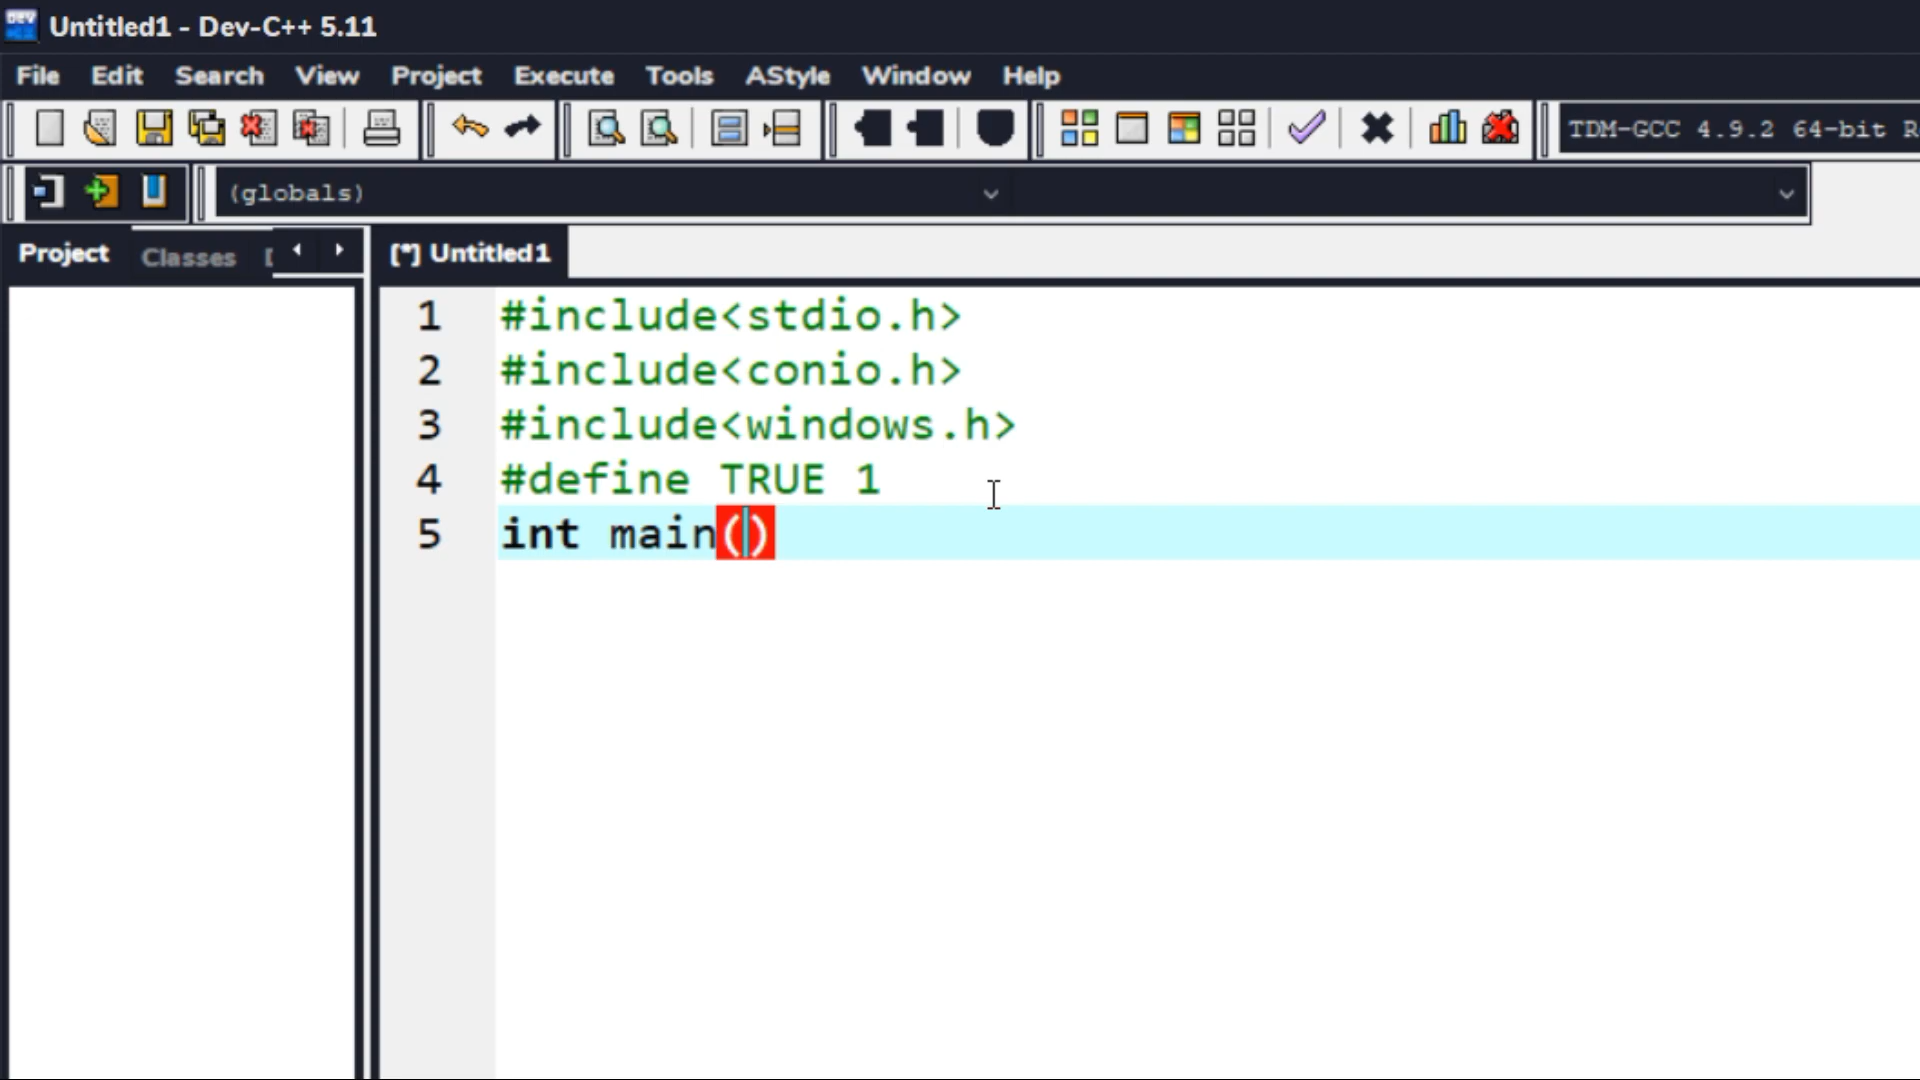 DEV Untitled1 - Dev-C++ 5.11
File Edit Search View Project Execute Tools AStyle Window Help
TDM-GCC 4.9.2 64-bit R
(globals)
Project Classes
[*] Untitled1
1 #include<stdio.h>
2 #include<conio.h>
3 #include<windows.h>
4 #define TRUE 1
5 int main()